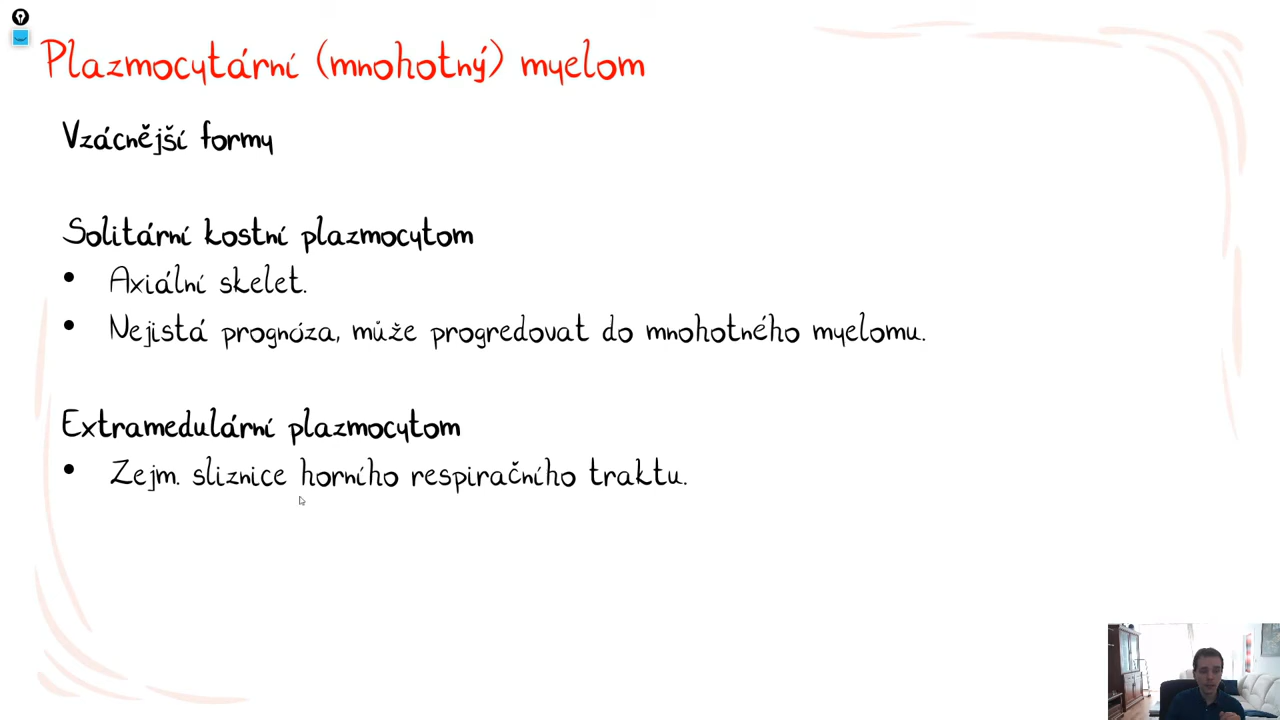 Plazmocytární (mnohotný) myelom
Vzácnější formy
Solitární kostní plazmocytom
• Axiální skelet.
• Nejistá prognóza, může progredovat do mnohotného myelomu.
Extramedulární plazmocytom
• Zejm. sliznice horního respiračního traktu.